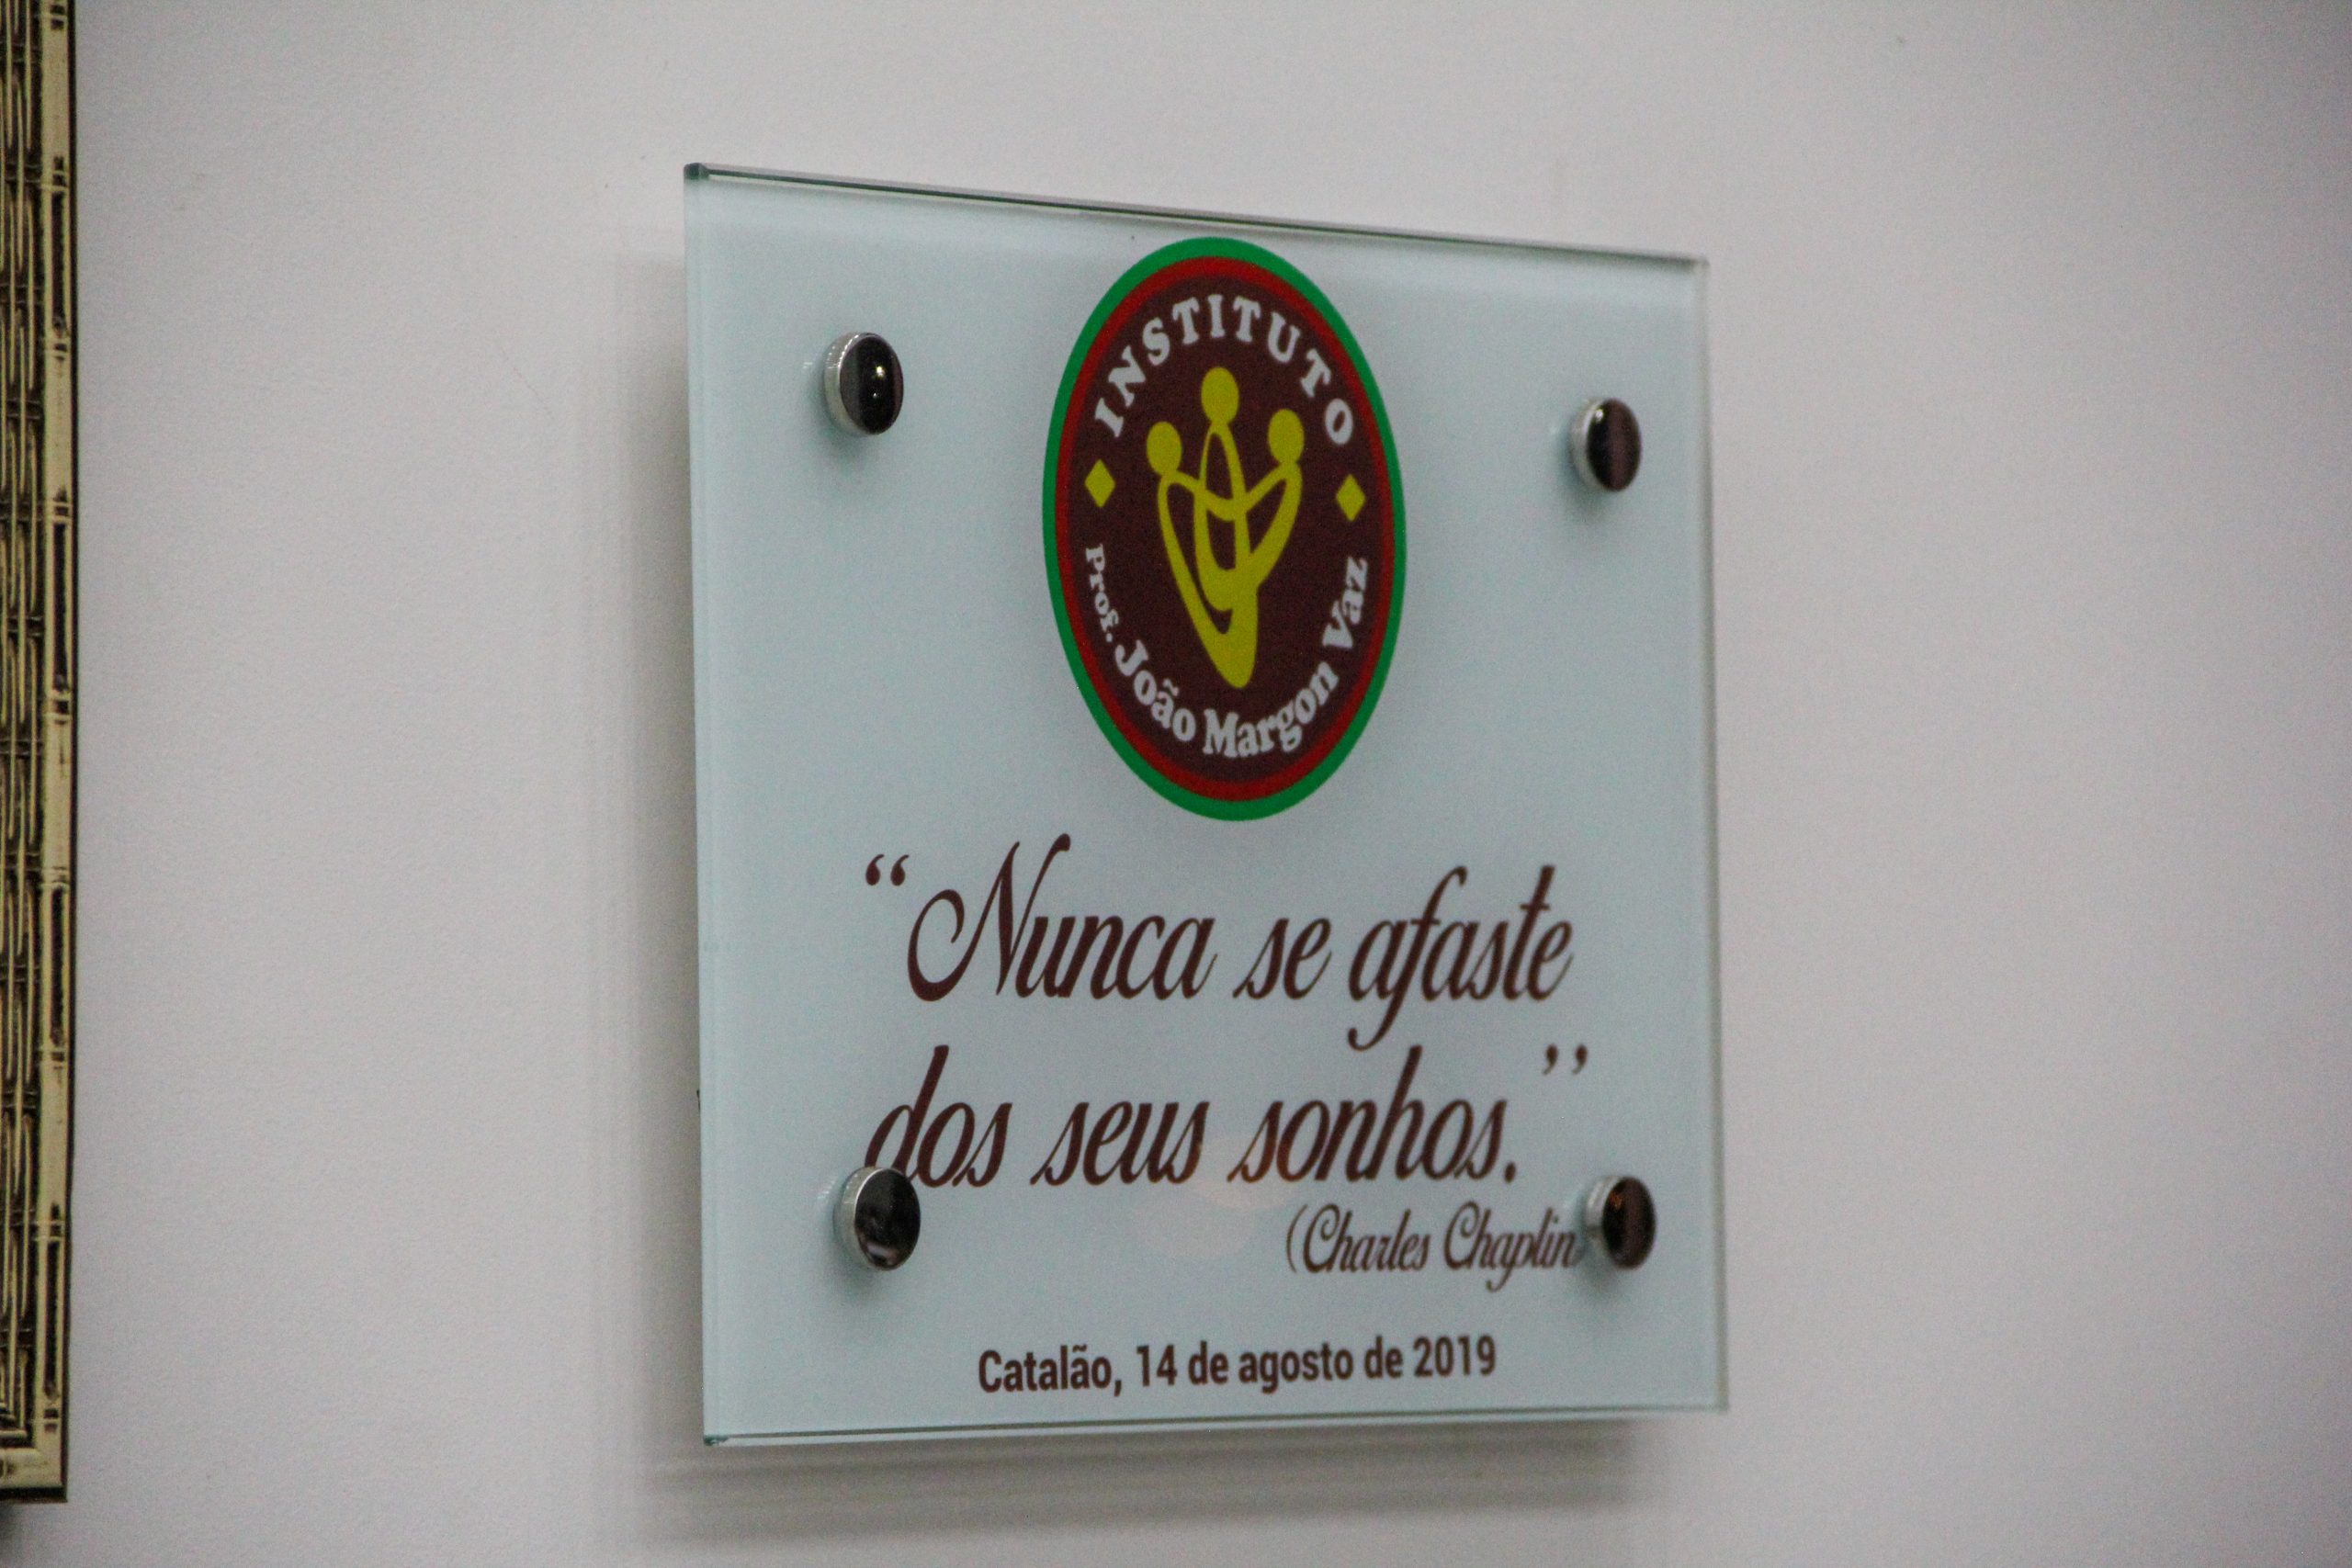 INSTITUTO
Prof. João Margon Vaz
“Nunca se afaste
dos seus sonhos.’’
(Charles Chaplin)
Catalão, 14 de agosto de 2019